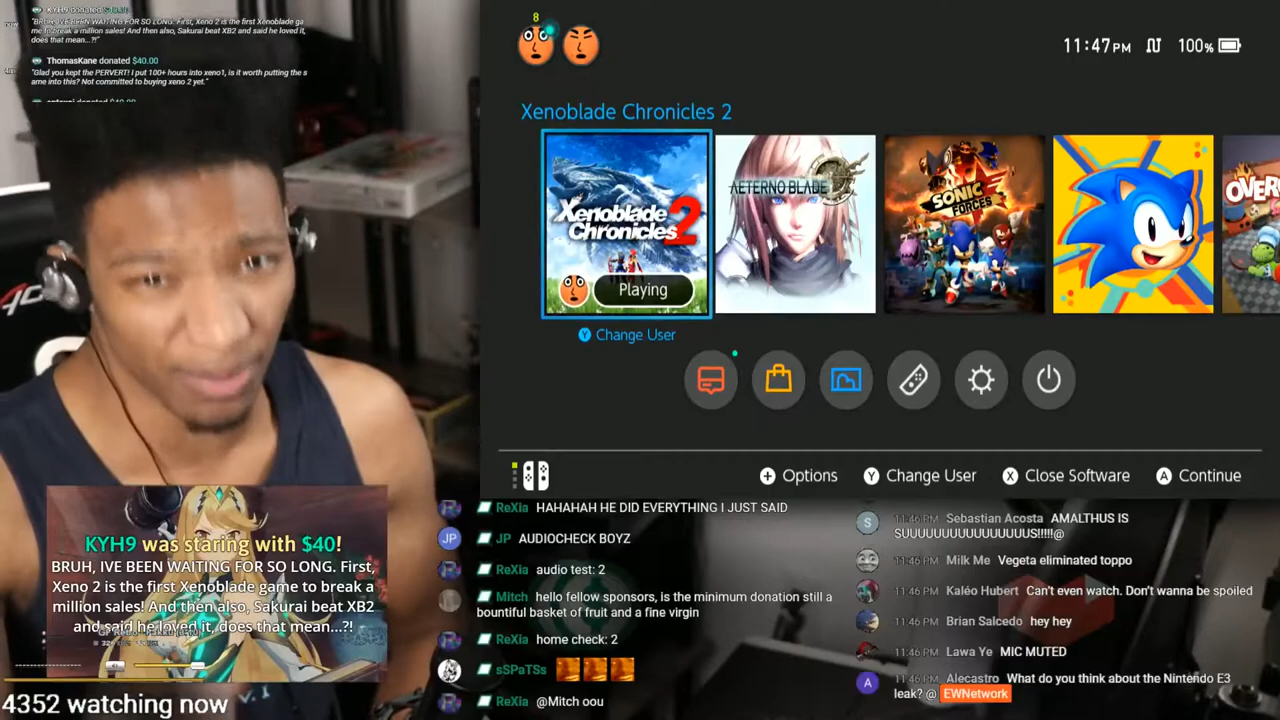 KYH9 donated $40.00
"BRUH, IVE BEEN WAITING FOR SO LONG. First, Xeno 2 is the first Xenoblade ga
me to break a million sales! And then also, Sakurai beat XB2 and said he loved it,
does that mean…?!"
ThomasKane donated $40.00
"Glad you kept the PERVERT! I put 100+ hours into xeno1, is it worth putting the s
ame into this? Not committed to buying xeno 2 yet."
donated $40.00
8
11:47PM
100%
Xenoblade Chronicles 2
Xenoblade
Chronicles 2
Playing
AETERNO BLADE
SONIC
FORCES
OVER
Y Change User
+ Options
Y Change User
X Close Software
A Continue
KYH9 was staring with $40!
BRUH, IVE BEEN WAITING FOR SO LONG. First,
Xeno 2 is the first Xenoblade game to break a
million sales! And then also, Sakurai beat XB2
and said he loved it, does that mean...?!
4352 watching now
ReXia HAHAHAH HE DID EVERYTHING I JUST SAID
JP JP AUDIOCHECK BOYZ
ReXia audio test: 2
Mitch hello fellow sponsors, is the minimum donation still a
bountiful basket of fruit and a fine virgin
ReXia home check: 2
sSPaTSs
ReXia @Mitch oou
S 11:46 PM Sebastian Acosta AMALTHUS IS
SUUUUUUUUUUUUUUUS!!!!!@
11:46 PM Milk Me Vegeta eliminated toppo
11:46 PM Kaléo Hubert Can't even watch. Don't wanna be spoiled
11:46 PM Brian Salcedo hey hey
11:46 PM Lawa Ye MIC MUTED
A 11:46 PM Alecastro What do you think about the Nintendo E3
leak? @ EWNetwork